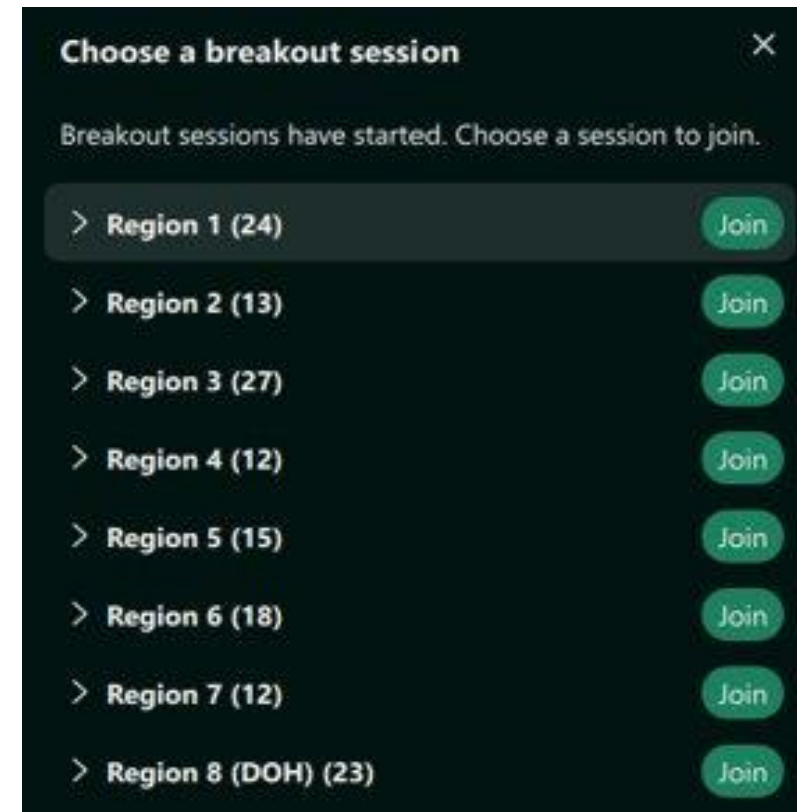 Choose a breakout session
Breakout sessions have started. Choose a session to join.
Region 1 (24) Join
Region 2 (13) Join
Region 3 (27) Join
Region 4 (12) Join
Region 5 (15) Join
Region 6 (18) Join
Region 7 (12) Join
Region 8 (DOH) (23) Join